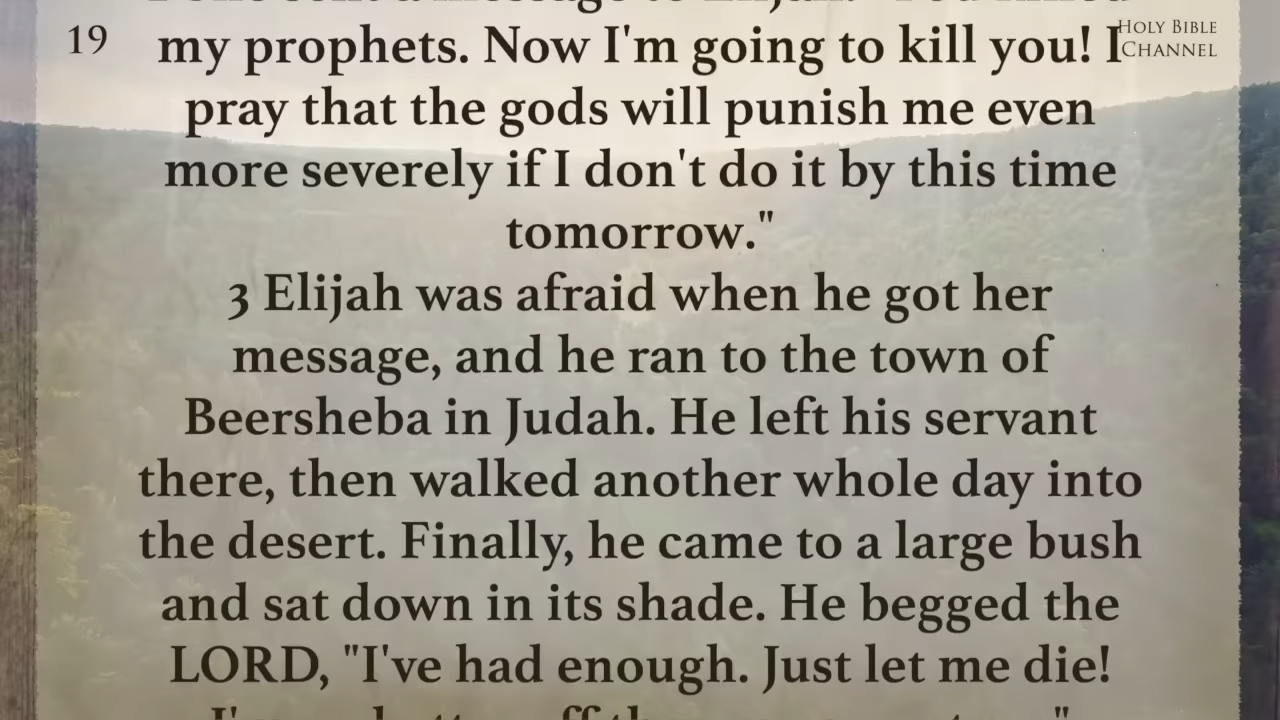 19
HOLY BIBLE
CHANNEL
my prophets. Now I'm going to kill you! I
pray that the gods will punish me even
more severely if I don't do it by this time
tomorrow."
3 Elijah was afraid when he got her
message, and he ran to the town of
Beersheba in Judah. He left his servant
there, then walked another whole day into
the desert. Finally, he came to a large bush
and sat down in its shade. He begged the
LORD, "I've had enough. Just let me die!